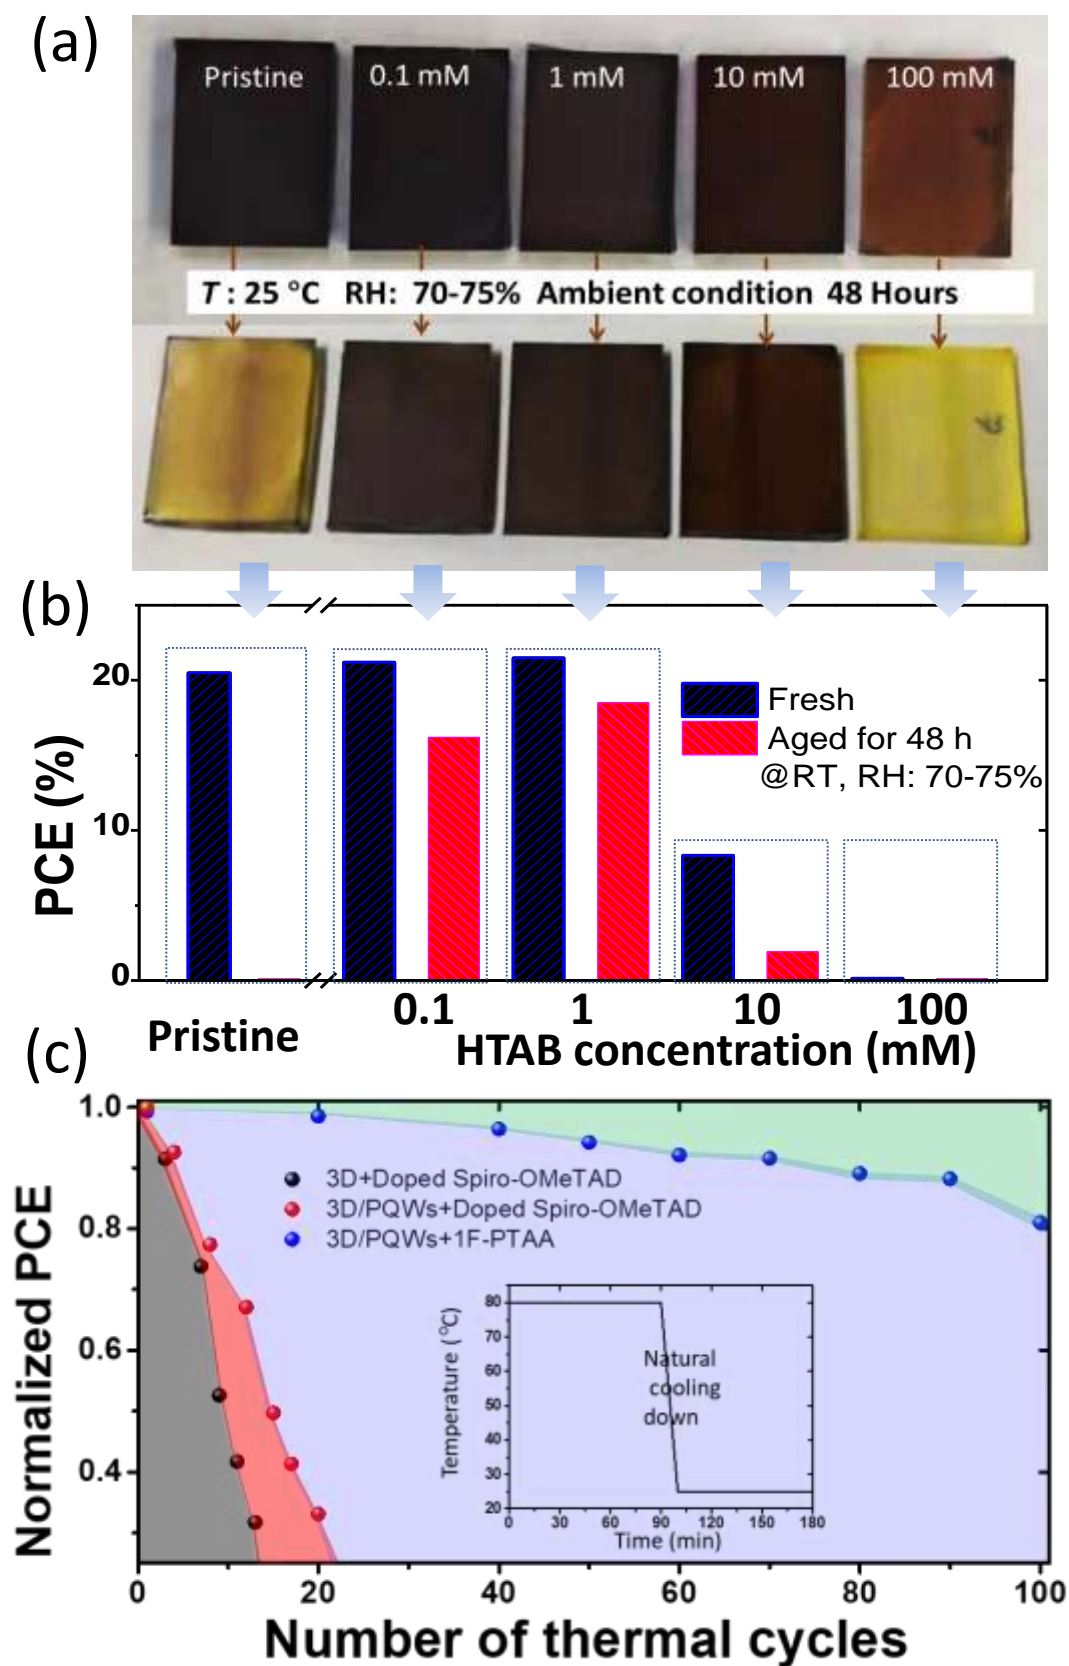 (a)
Pristine
0.1 mM
1 mM
10 mM
100 mM
T : 25 °C RH: 70-75% Ambient condition 48 Hours
(b)
PCE (%)
20
10
0
Fresh
Aged for 48 h
@RT, RH: 70-75%
Pristine
0.1
1
10
100
HTAB concentration (mM)
(c)
Normalized PCE
1.0
0.8
0.6
0.4
3D+Doped Spiro-OMeTAD
3D/PQWs+Doped Spiro-OMeTAD
3D/PQWs+1F-PTAA
Temperature (°C)
80
70
60
50
40
30
20
Natural
cooling
down
0 30 60 90 120 150 180
Time (min)
0 20 40 60 80 100
Number of thermal cycles